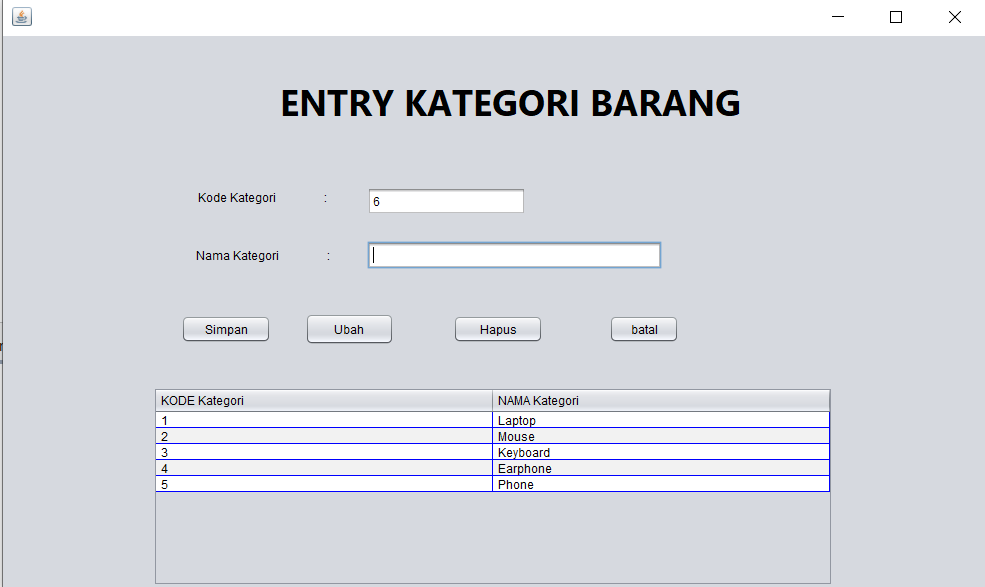 ENTRY KATEGORI BARANG
Kode Kategori : 6
Nama Kategori :
Simpan Ubah Hapus batal
KODE Kategori NAMA Kategori
1 Laptop
2 Mouse
3 Keyboard
4 Earphone
5 Phone